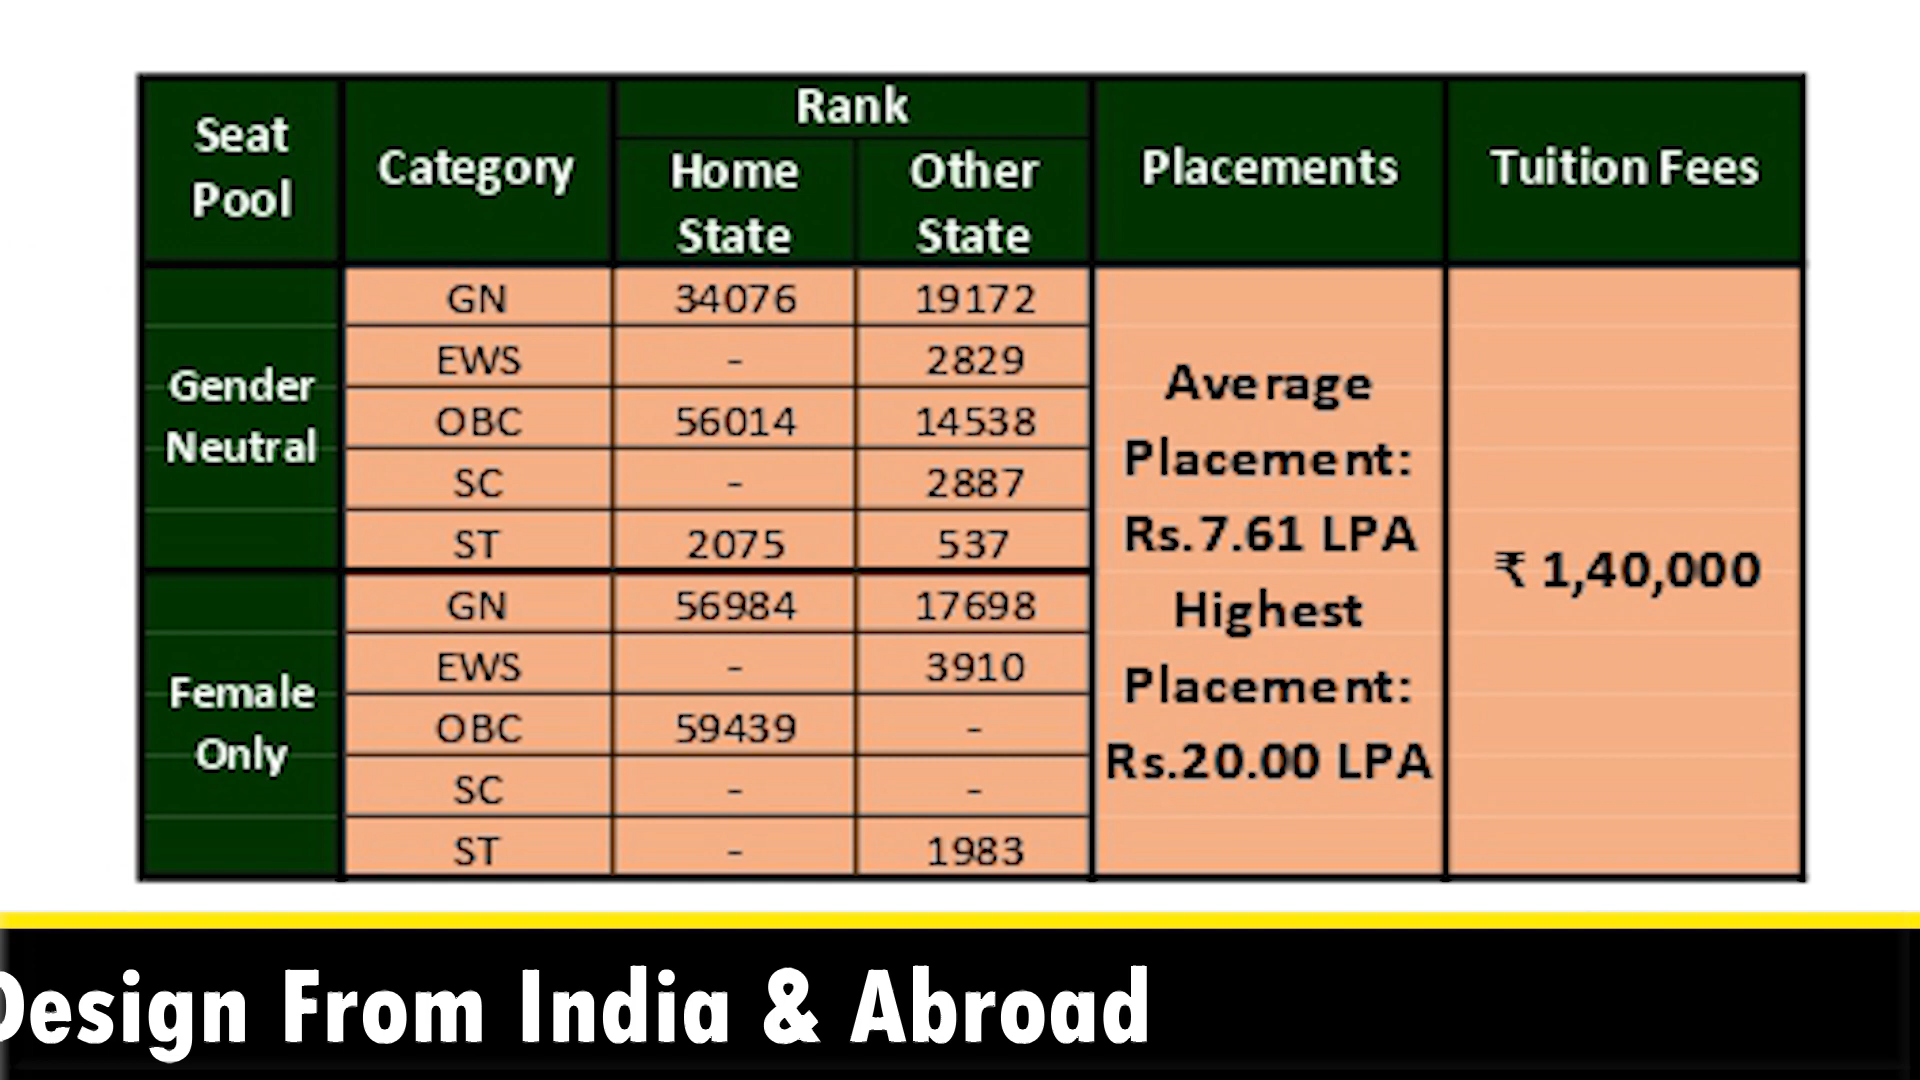 Seat Pool Category Rank Placements Tuition Fees
Home State Other State
Gender Neutral
GN 34076 19172
EWS - 2829
OBC 56014 14538
SC - 2887
ST 2075 537
Female Only
GN 56984 17698
EWS - 3910
OBC 59439 -
SC - -
ST - 1983
Average
Placement:
Rs.7.61 LPA
Highest
Placement:
Rs.20.00 LPA
₹ 1,40,000
Design From India & Abroad